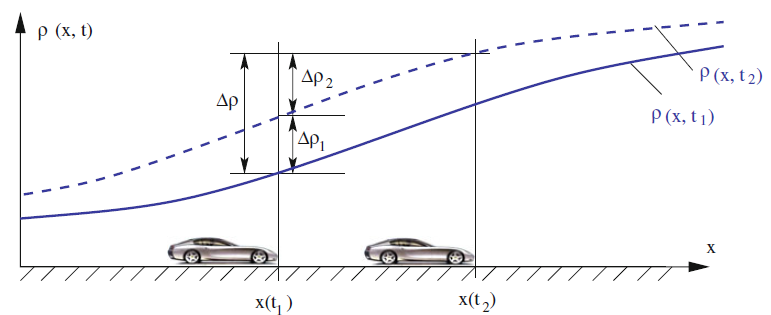 ρ (x, t)
Δρ₂
Δρ
Δρ₁
ρ (x, t₂)
ρ (x, t₁)
x
x(t₁)
x(t₂)